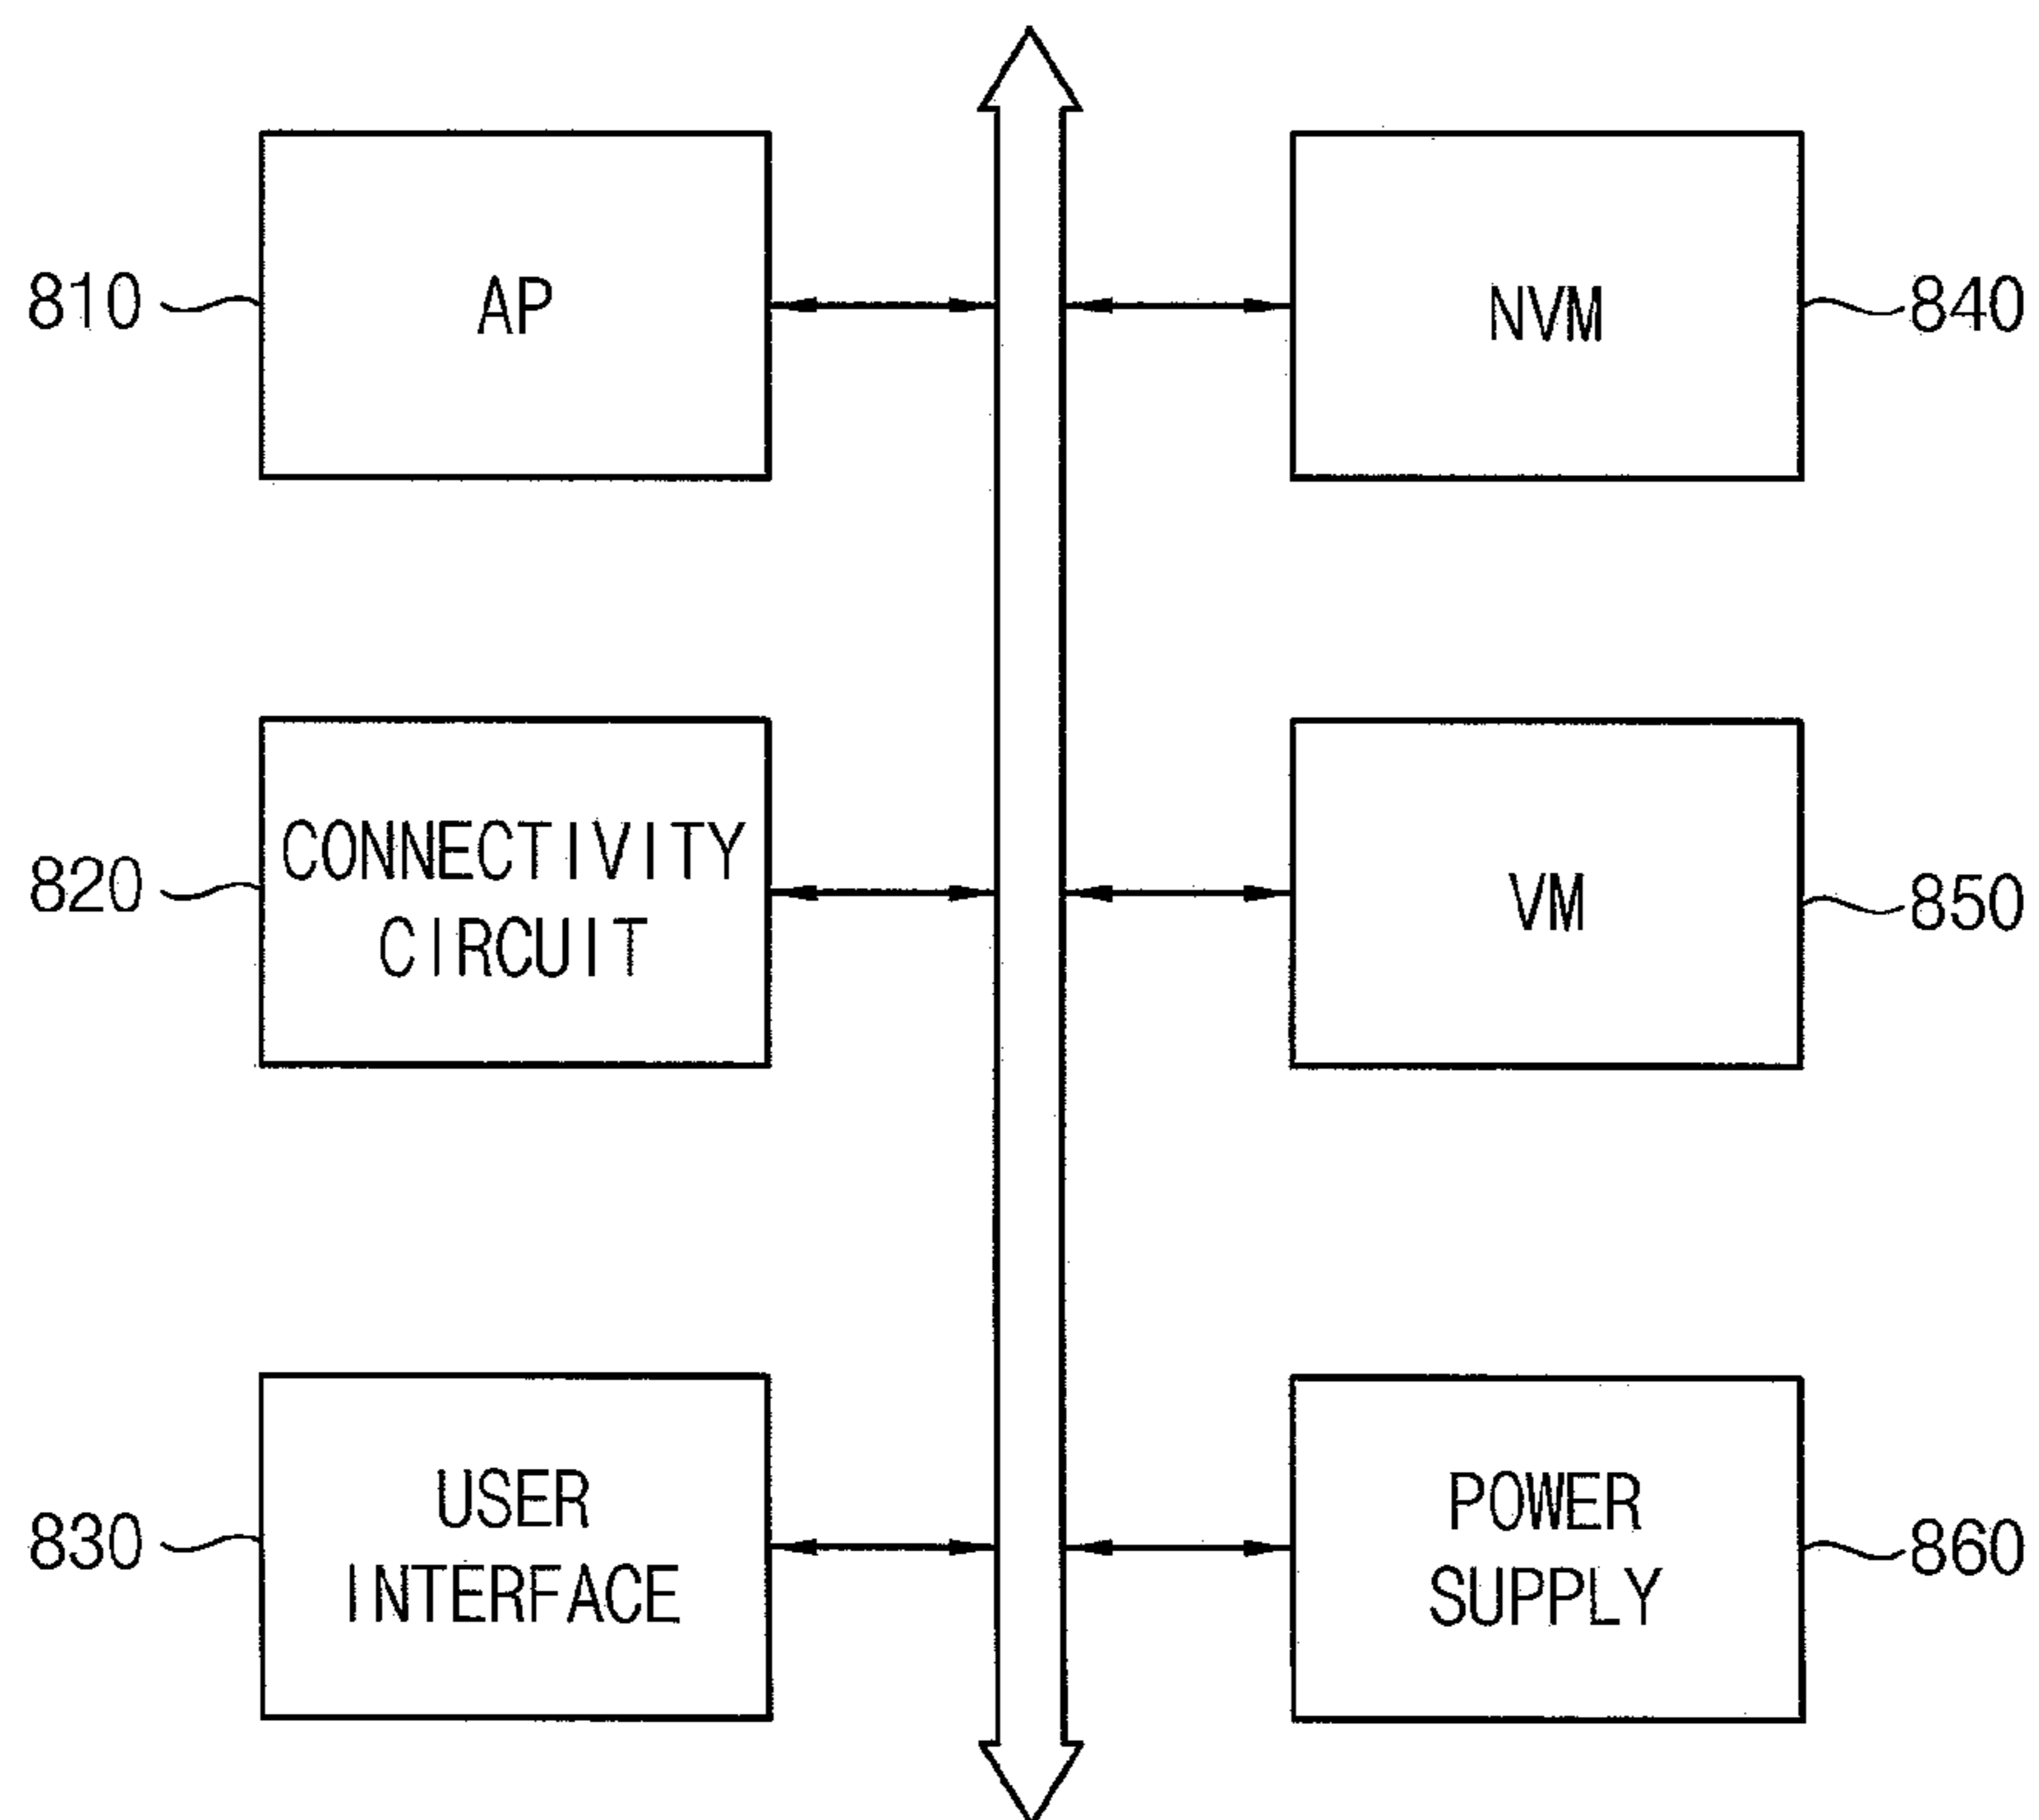 810
AP
NVM
840
820
CONNECTIVITY
CIRCUIT
VM
850
830
USER
INTERFACE
POWER
SUPPLY
860